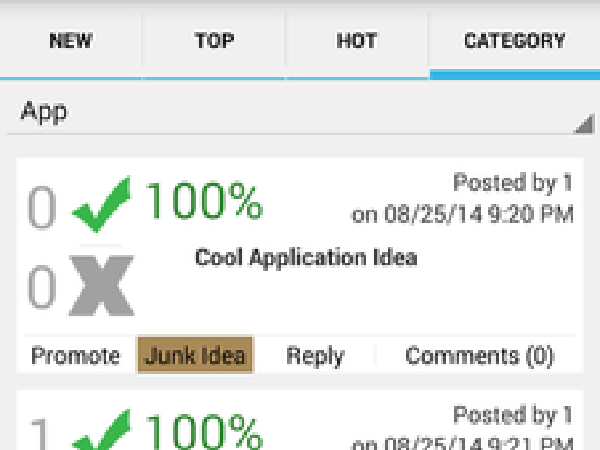 NEW TOP HOT CATEGORY
App
0 100% Posted by 1
on 08/25/14 9:20 PM
Cool Application Idea
0
Promote Junk Idea Reply Comments (0)
1 100% Posted by 1
on 08/25/14 9:21 PM